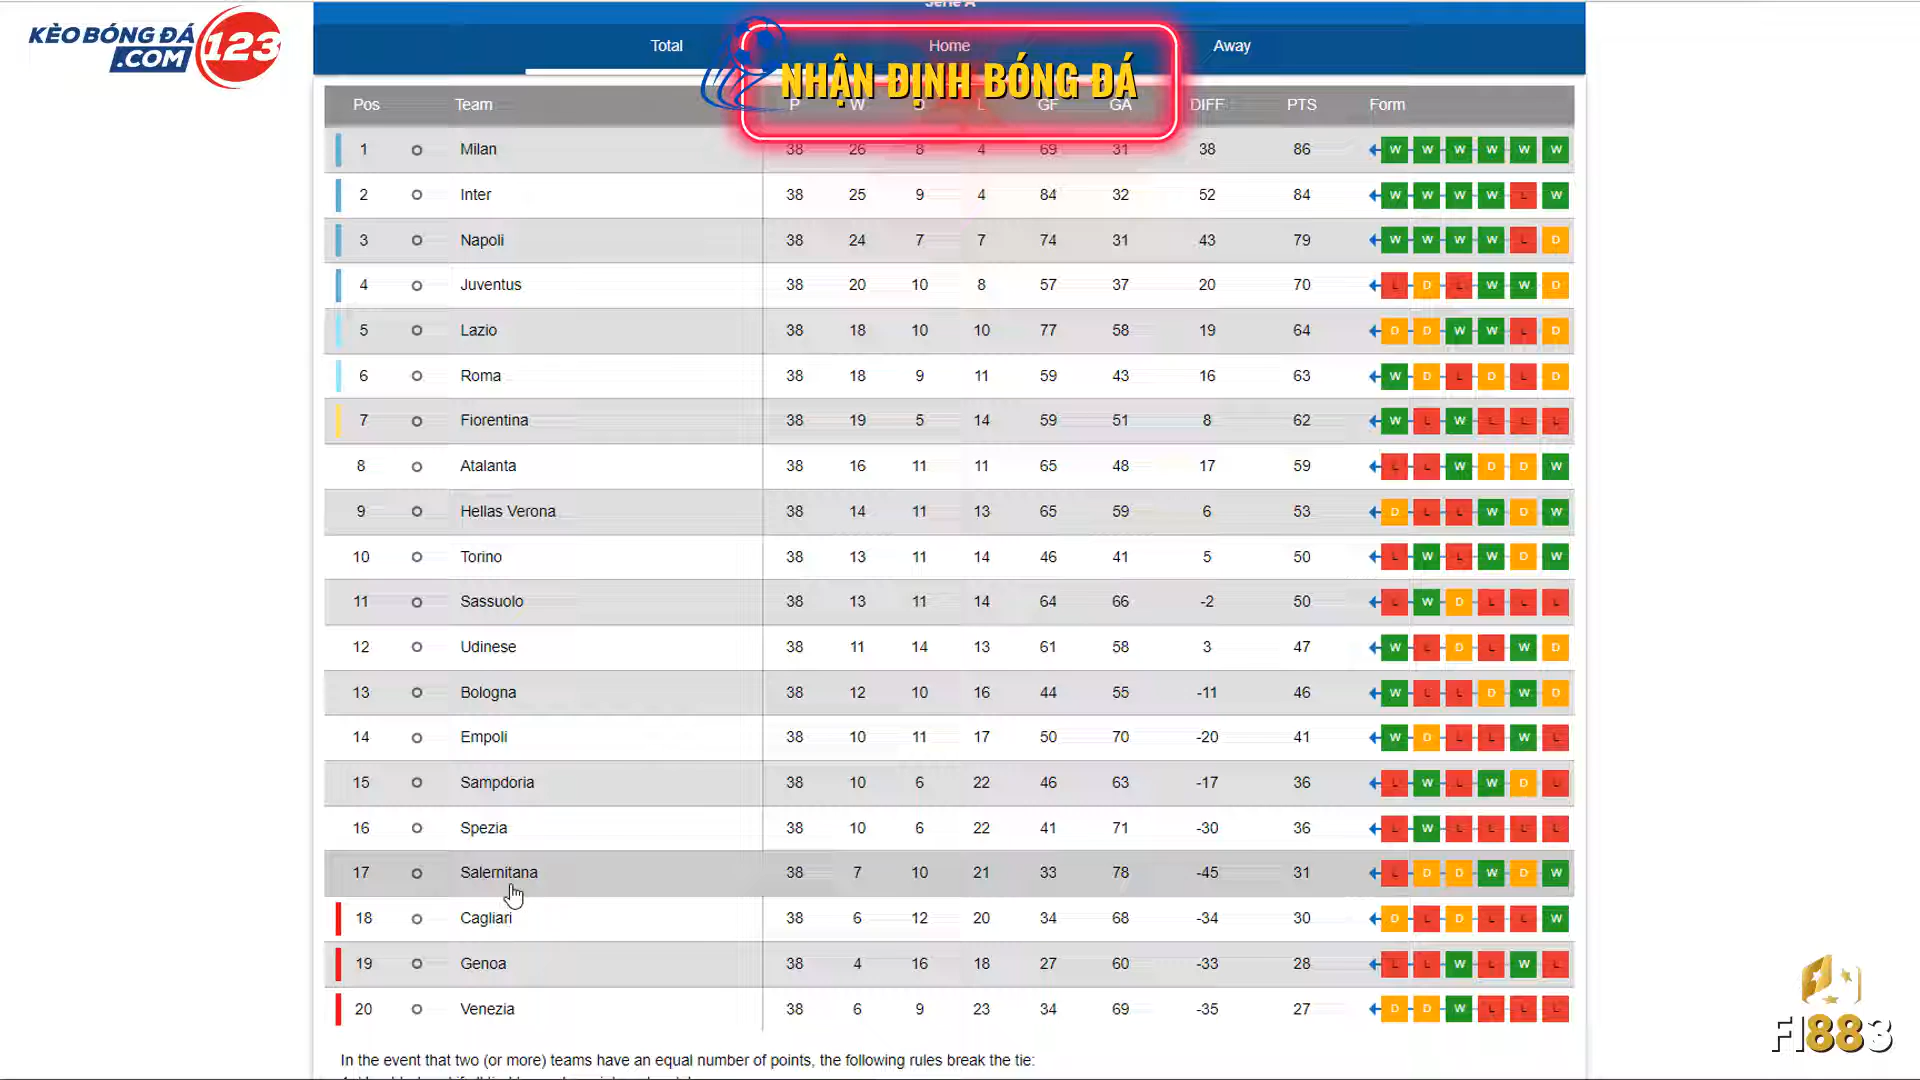 KÈO BÓNG ĐÁ
.COM
123
Serie A
Total Home Away
NHẬN ĐỊNH BÓNG ĐÁ
Pos Team P W D L GF GA DIFF PTS Form
1 Milan 38 26 8 4 69 31 38 86 W W W W W W
2 Inter 38 25 9 4 84 32 52 84 W W W W L W
3 Napoli 38 24 7 7 74 31 43 79 W W W W L D
4 Juventus 38 20 10 8 57 37 20 70 L D L W W D
5 Lazio 38 18 10 10 77 58 19 64 D D W W L D
6 Roma 38 18 9 11 59 43 16 63 W D L D L D
7 Fiorentina 38 19 5 14 59 51 8 62 W L W L L L
8 Atalanta 38 16 11 11 65 48 17 59 L L W D D W
9 Hellas Verona 38 14 11 13 65 59 6 53 D L L W D W
10 Torino 38 13 11 14 46 41 5 50 L W L W D W
11 Sassuolo 38 13 11 14 64 66 -2 50 L W D L L L
12 Udinese 38 11 14 13 61 58 3 47 W L D L W D
13 Bologna 38 12 10 16 44 55 -11 46 W L L D W D
14 Empoli 38 10 11 17 50 70 -20 41 W D L L W L
15 Sampdoria 38 10 6 22 46 63 -17 36 L W L W D L
16 Spezia 38 10 6 22 41 71 -30 36 L W L L L L
17 Salernitana 38 7 10 21 33 78 -45 31 L D D W D W
18 Cagliari 38 6 12 20 34 68 -34 30 D L D L L W
19 Genoa 38 4 16 18 27 60 -33 28 L L W L W L
20 Venezia 38 6 9 23 34 69 -35 27 D D W L L L
In the event that two (or more) teams have an equal number of points, the following rules break the tie:
FI883